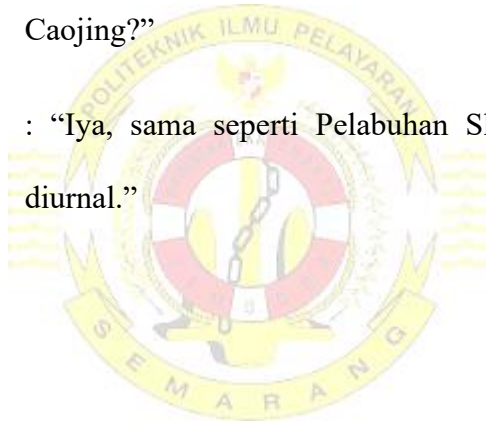 Caojing?”
POLITEKNIK ILMU PELAYARAN
: “Iya, sama seperti Pelabuhan
diurnal.”
SEMARANG